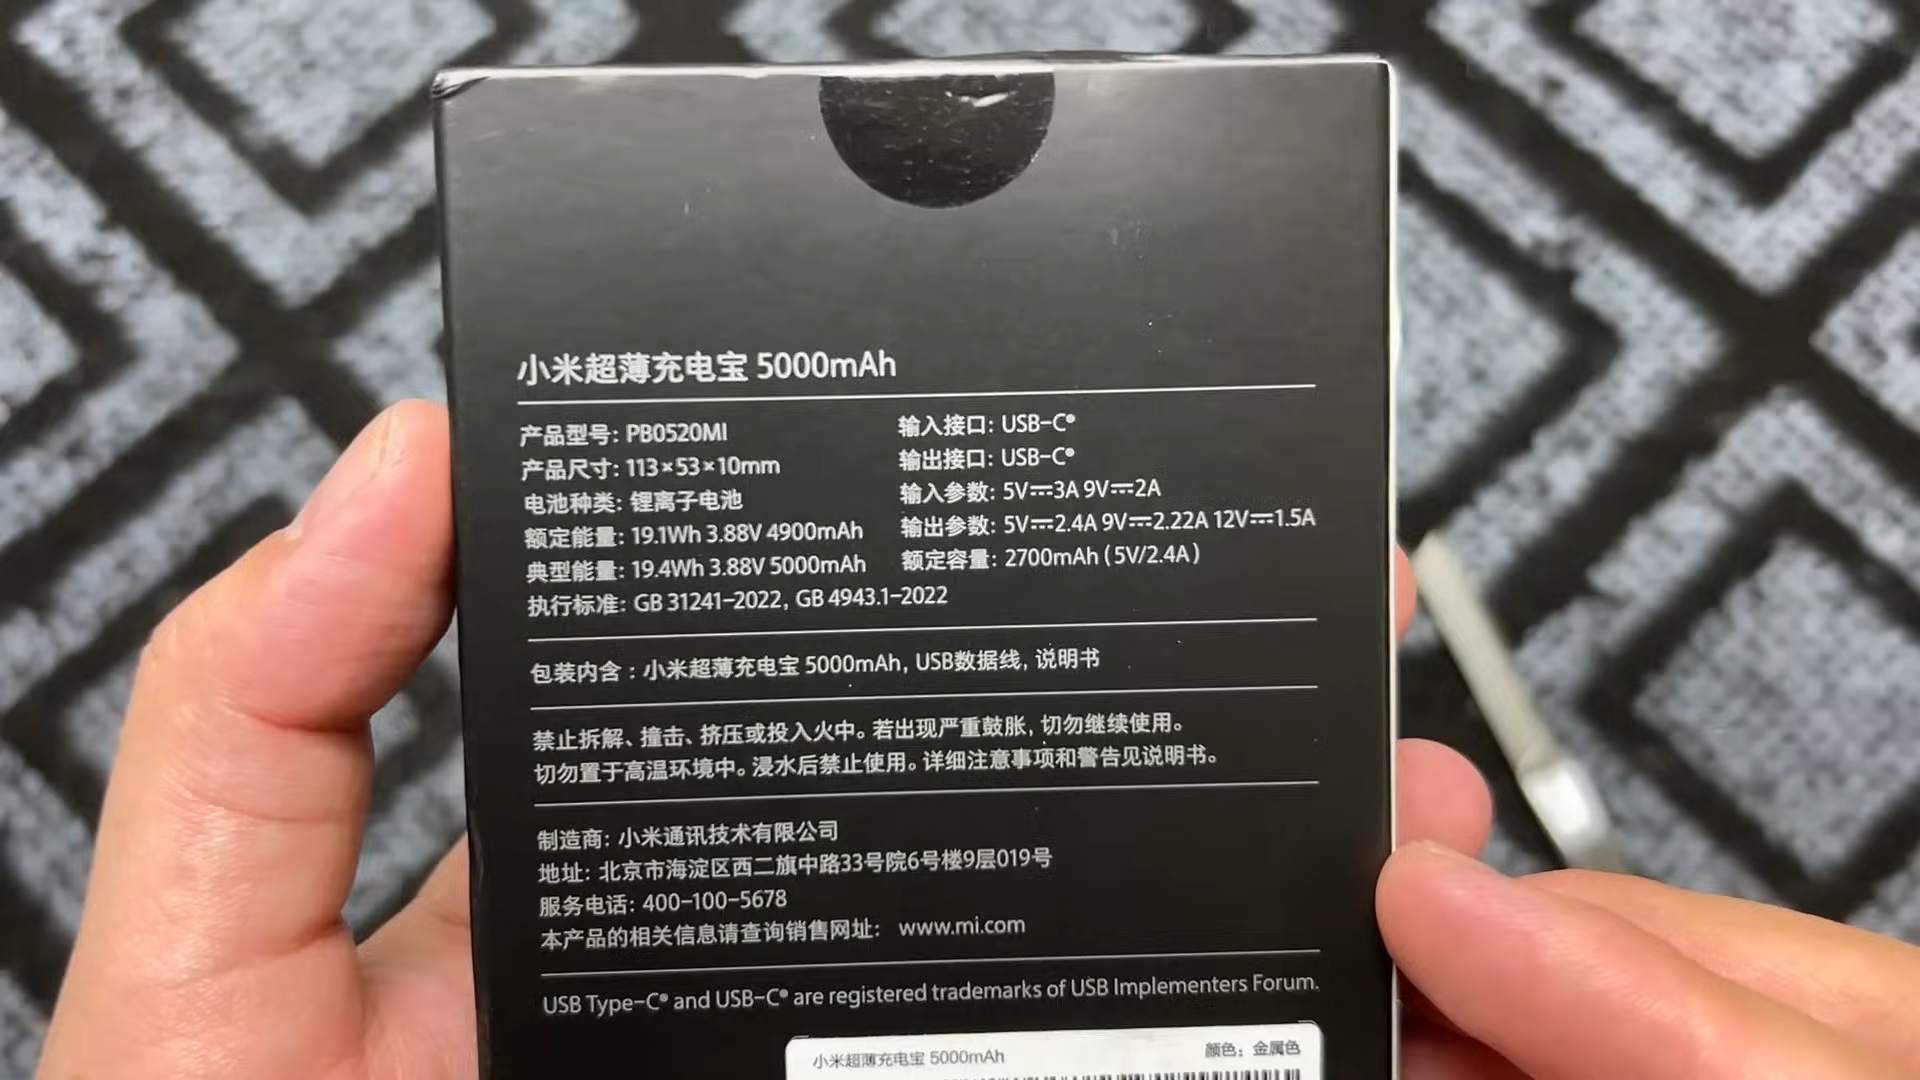 小米超薄充电宝 5000mAh
产品型号: PB0520MI
产品尺寸: 113×53×10mm
电池种类: 锂离子电池
额定能量: 19.1Wh 3.88V 4900mAh
典型能量: 19.4Wh 3.88V 5000mAh
执行标准: GB 31241-2022, GB 4943.1-2022
输入接口: USB-C®
输出接口: USB-C®
输入参数: 5V⎓3A 9V⎓2A
输出参数: 5V⎓2.4A 9V⎓2.22A 12V⎓1.5A
额定容量: 2700mAh (5V/2.4A)
包装内含: 小米超薄充电宝 5000mAh, USB数据线, 说明书
禁止拆解、撞击、挤压或投入火中。若出现严重鼓胀, 切勿继续使用。
切勿置于高温环境中。浸水后禁止使用。详细注意事项和警告见说明书。
制造商: 小米通讯技术有限公司
地址: 北京市海淀区西二旗中路33号院6号楼9层019号
服务电话: 400-100-5678
本产品的相关信息请查询销售网址: www.mi.com
USB Type-C® and USB-C® are registered trademarks of USB Implementers Forum.
小米超薄充电宝 5000mAh 颜色: 金属色